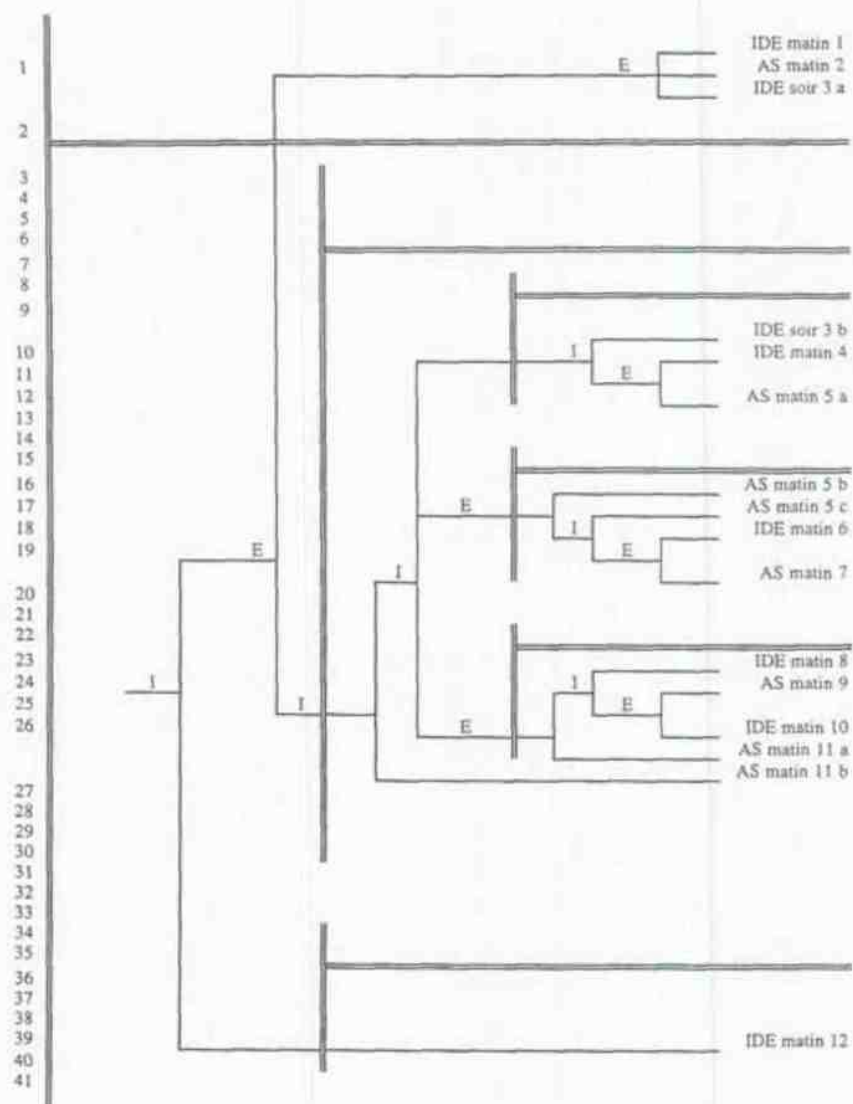 IDE matin 1
1 E AS matin 2
IDE soir 3 a
2
3
4
5
6
7
8
9
IDE soir 3 b
10 I IDE matin 4
11 E
12 AS matin 5 a
13
14
15
16 AS matin 5 b
17 E AS matin 5 c
18 I IDE matin 6
19 E E
I AS matin 7
20
21
22
23 I IDE matin 8
24 I AS matin 9
25 I E
26 E IDE matin 10
AS matin 11 a
AS matin 11 b
27
28
29
30
31
32
33
34
35
36
37
38
39 IDE matin 12
40
41